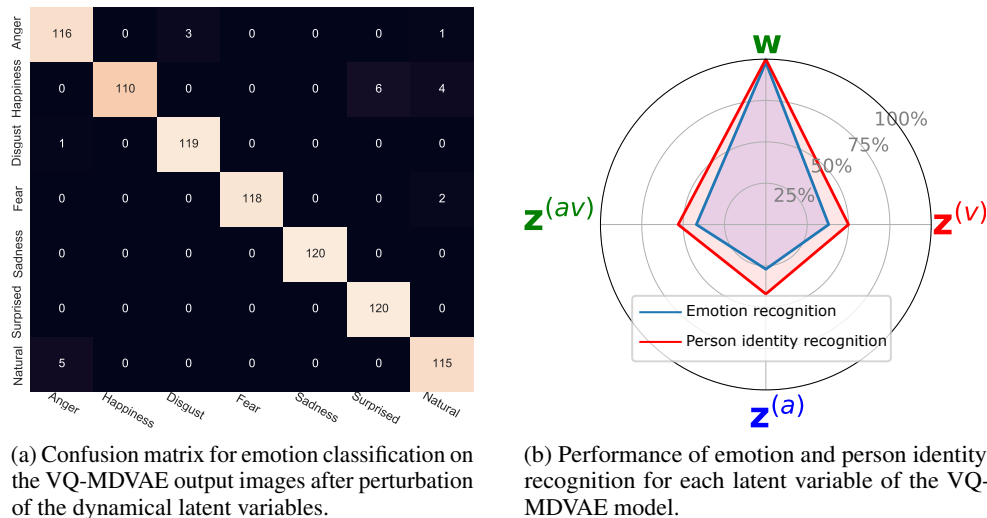 Anger 116 0 3 0 0 0 1
Happiness 0 110 0 0 0 6 4
Disgust 1 0 119 0 0 0 0
Fear 0 0 0 118 0 0 2
Sadness 0 0 0 0 120 0 0
Surprised 0 0 0 0 0 120 0
Natural 5 0 0 0 0 0 115
Anger Happiness Disgust Fear Sadness Surprised Natural
(a) Confusion matrix for emotion classification on
the VQ-MDVAE output images after perturbation
of the dynamical latent variables.
w
100%
75%
50%
25%
z(av)
z(v)
Emotion recognition
Person identity recognition
z(a)
(b) Performance of emotion and person identity
recognition for each latent variable of the VQ-
MDVAE model.